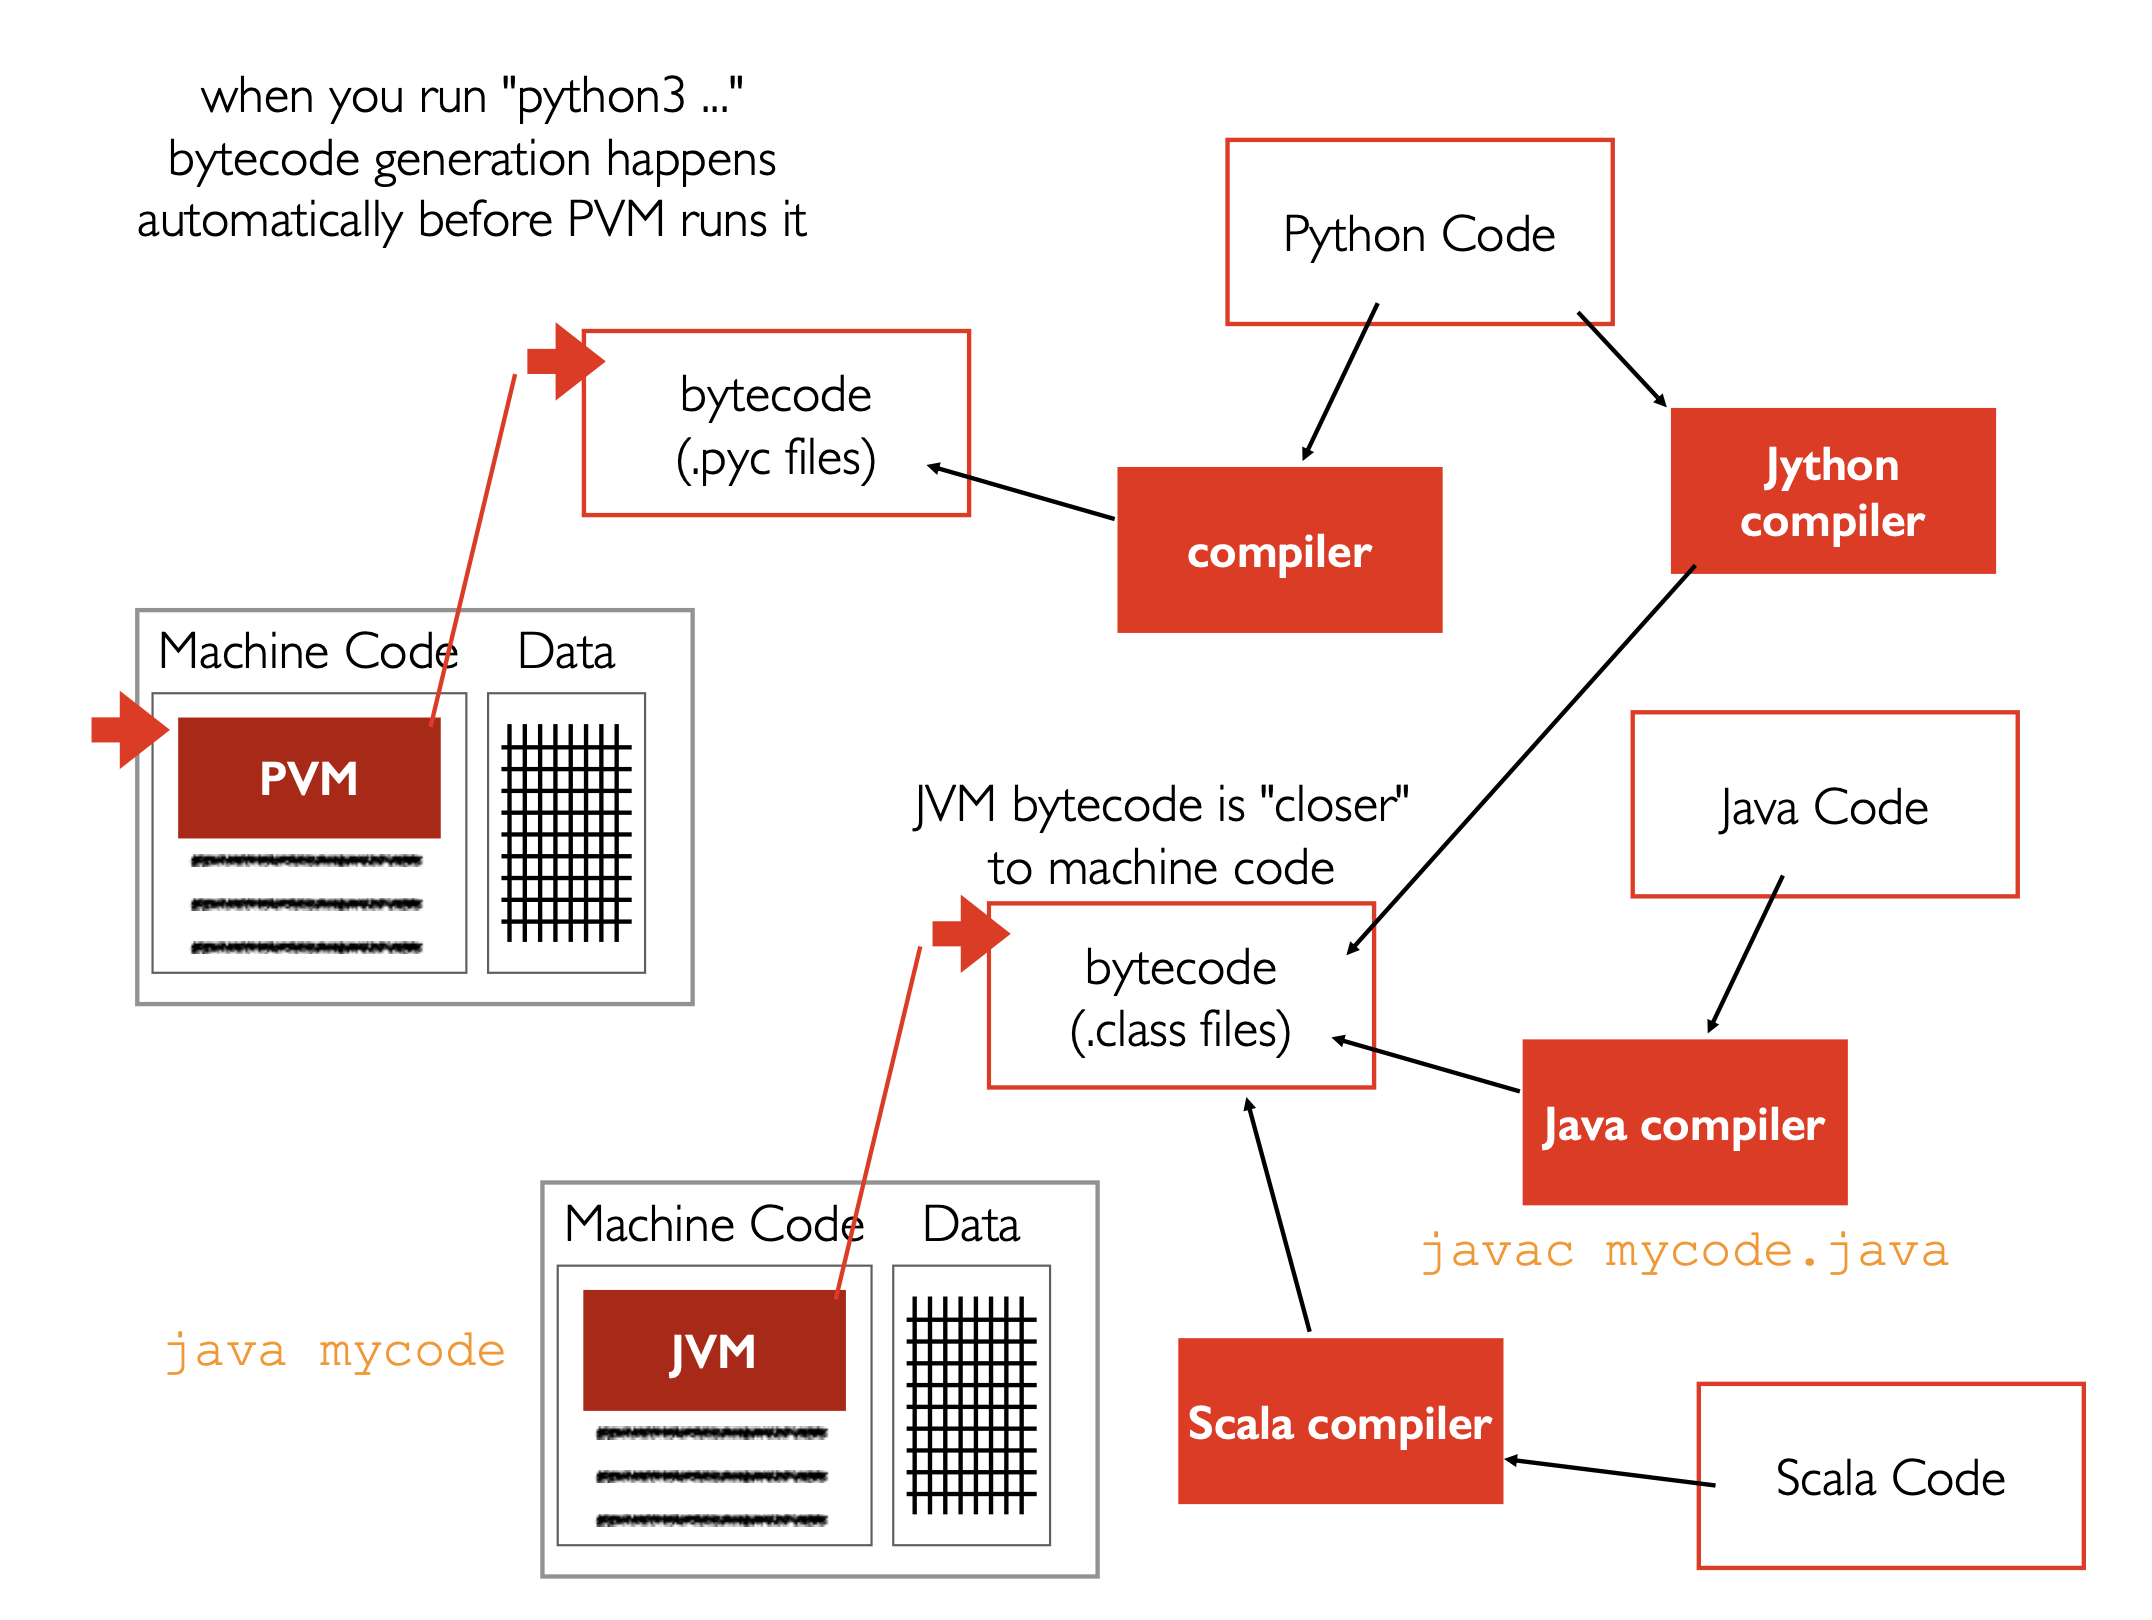 when you run "python3 ..."
bytecode generation happens
automatically before PVM runs it
Python Code
bytecode
(.pyc files)
compiler
Jython
compiler
Machine Code
Data
PVM
JVM bytecode is "closer"
to machine code
Java Code
bytecode
(.class files)
Java compiler
javac mycode.java
Machine Code
Data
JVM
java mycode
Scala compiler
Scala Code